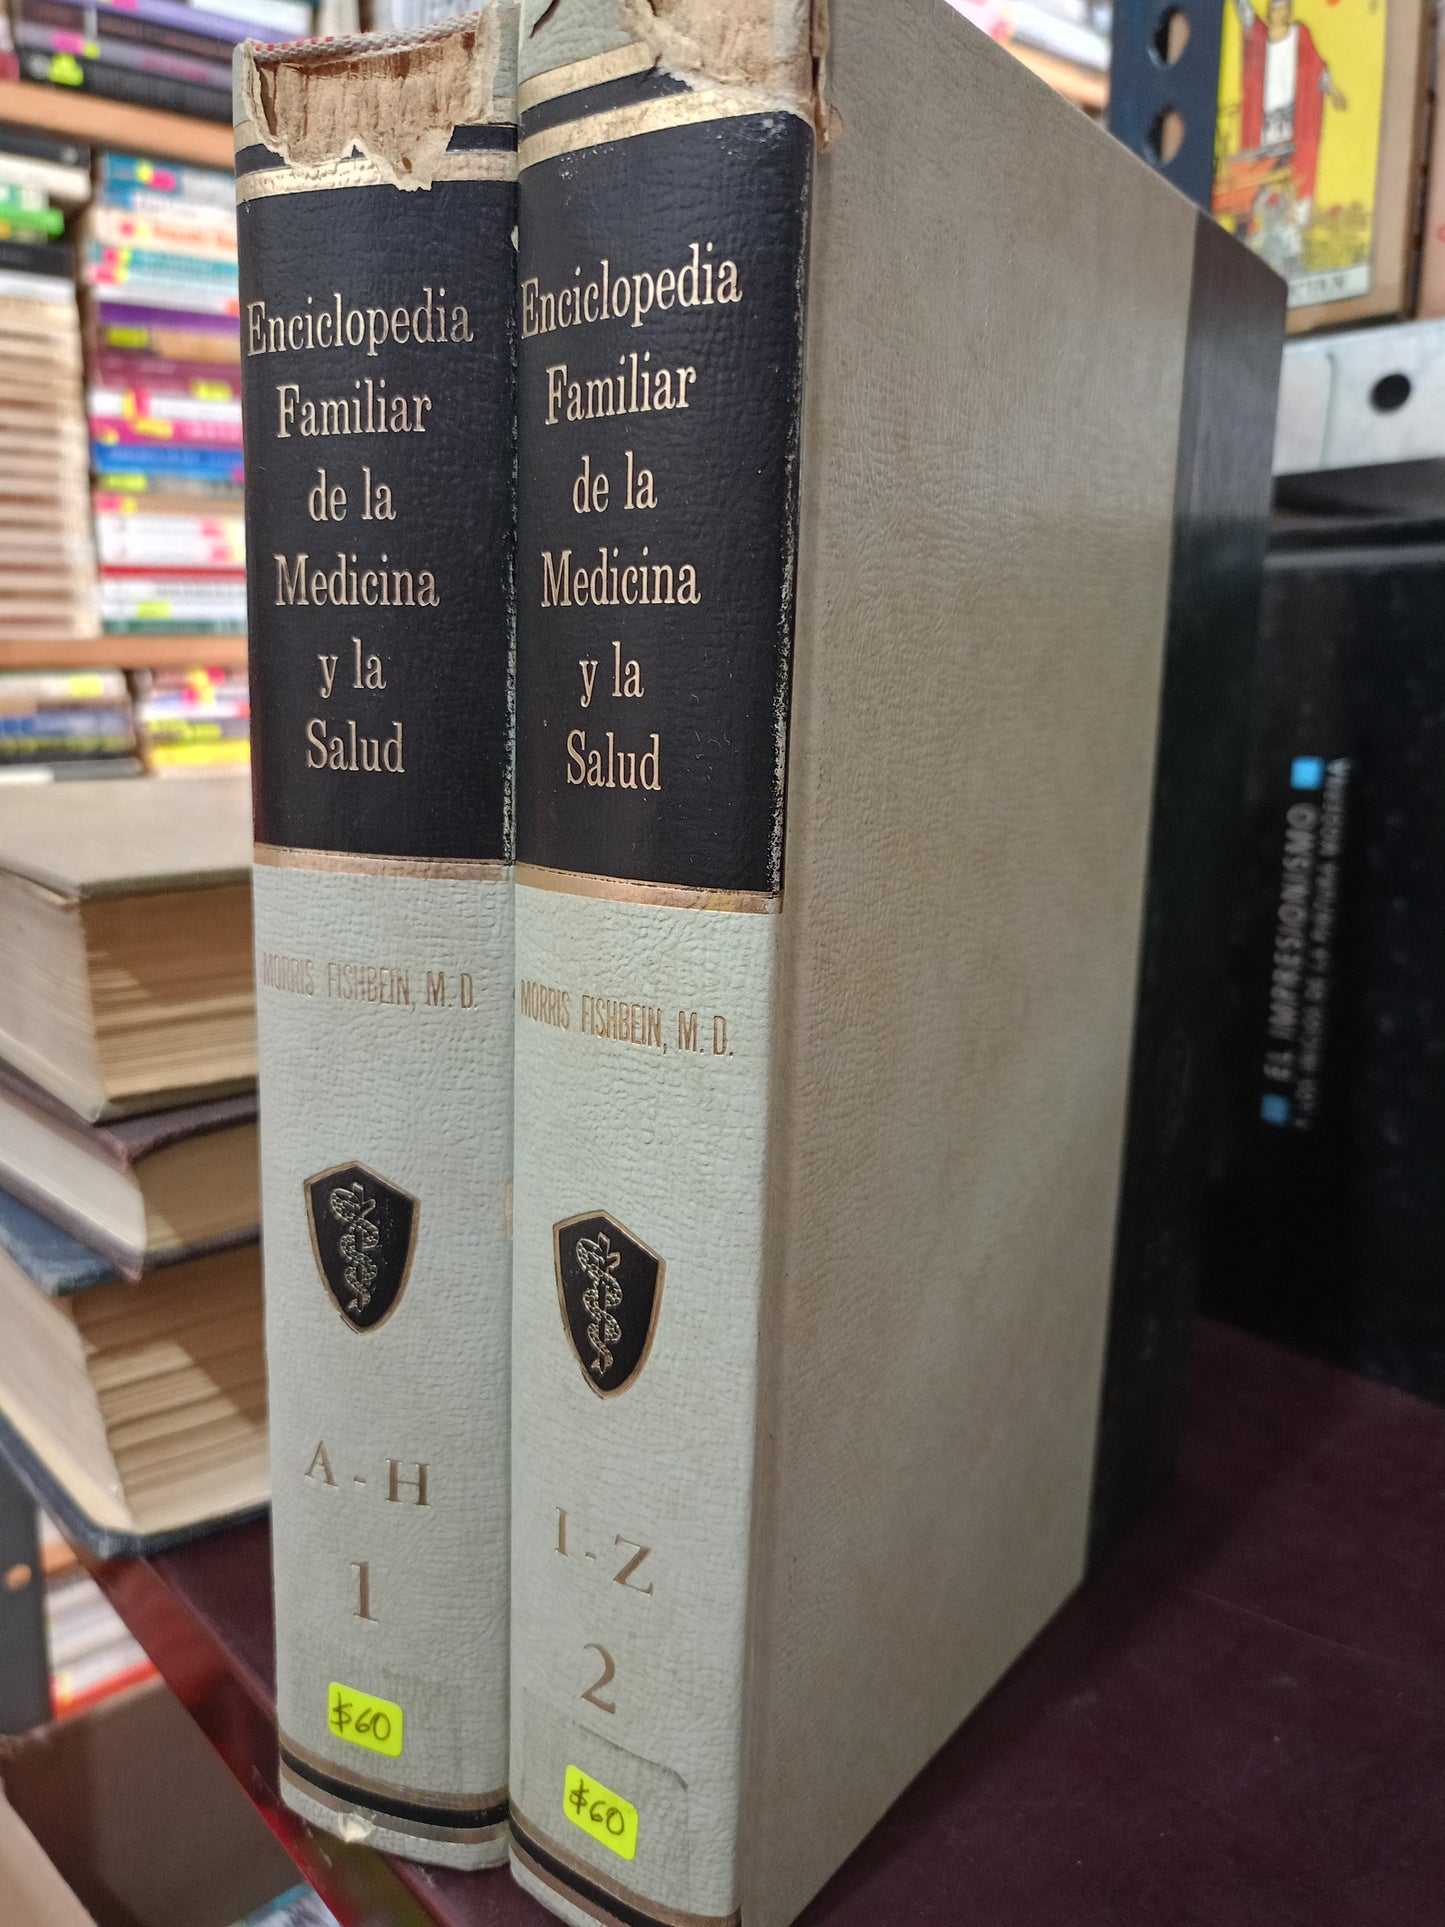 Enciclopedia
Familiar
de la
Medicina
y la
Salud
MORRIS FISHBEIN, M.D.
A-H
1
$60
Enciclopedia
Familiar
de la
Medicina
y la
Salud
MORRIS FISHBEIN, M.D.
I-Z
2
$60
EL IMPRESIONISMO